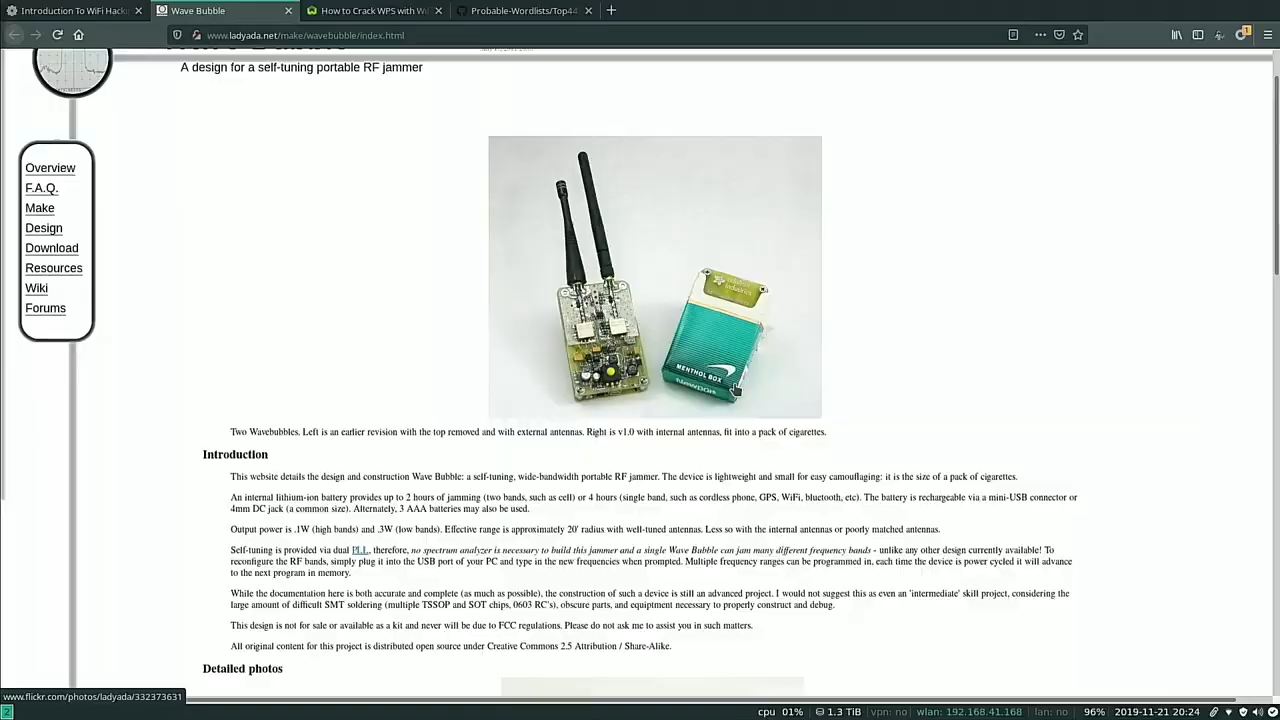 Introduction To WiFi Hack
Wave Bubble
How to Crack WPS with Wi
Probable-Wordlists/Top44
www.ladyada.net/make/wavebubble/index.html
A design for a self-tuning portable RF jammer
Overview
F.A.Q.
Make
Design
Download
Resources
Wiki
Forums
MENTHOL BOX
Newport
Two Wavebubbles. Left is an earlier revision with the top removed and with external antennas. Right is v1.0 with internal antennas, fit into a pack of cigarettes.
Introduction
This website details the design and construction Wave Bubble: a self-tuning, wide-bandwidth portable RF jammer. The device is lightweight and small for easy camouflaging: it is the size of a pack of cigarettes.
An internal lithium-ion battery provides up to 2 hours of jamming (two bands, such as cell) or 4 hours (single band, such as cordless phone, GPS, WiFi, bluetooth, etc). The battery is rechargeable via a mini-USB connector or
4mm DC jack (a common size). Alternately, 3 AAA batteries may also be used.
Output power is .1W (high bands) and .3W (low bands). Effective range is approximately 20' radius with well-tuned antennas. Less so with the internal antennas or poorly matched antennas.
Self-tuning is provided via dual PLL, therefore, no spectrum analyzer is necessary to build this jammer and a single Wave Bubble can jam many different frequency bands - unlike any other design currently available! To
reconfigure the RF bands, simply plug it into the USB port of your PC and type in the new frequencies when prompted. Multiple frequency ranges can be programmed in, each time the device is power cycled it will advance
to the next program in memory.
While the documentation here is both accurate and complete (as much as possible), the construction of such a device is still an advanced project. I would not suggest this as even an 'intermediate' skill project, considering the
large amount of difficult SMT soldering (multiple TSSOP and SOT chips, 0603 RC's), obscure parts, and equiptment necessary to properly construct and debug.
This design is not for sale or available as a kit and never will be due to FCC regulations. Please do not ask me to assist you in such matters.
All original content for this project is distributed open source under Creative Commons 2.5 Attribution / Share-Alike.
Detailed photos
www.flickr.com/photos/ladyada/332373631
2
cpu 01% 1.3 TiB vpn: no wlan: 192.168.41.168 lan: no 96% 2019-11-21 20:24